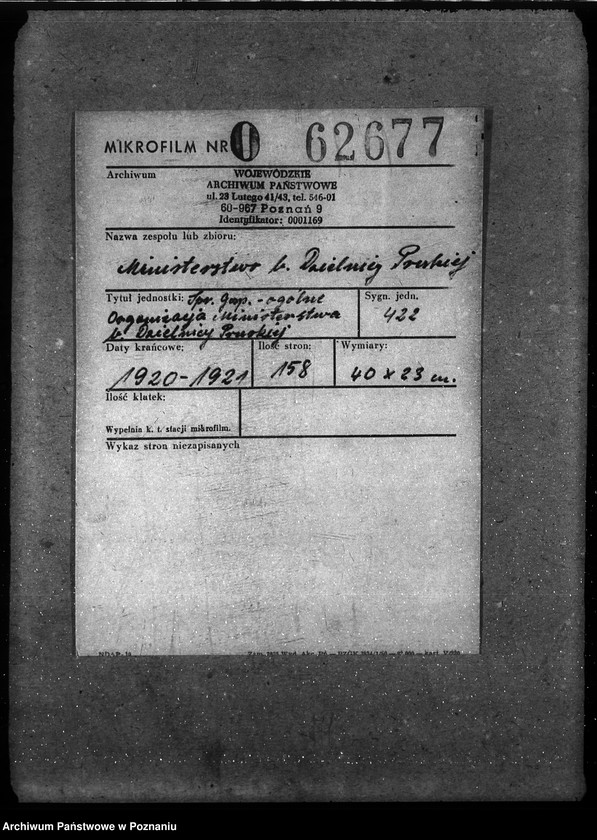 MIKROFILM NR 0 62677
Archiwum
WOJEWÓDZKIE
ARCHIWUM PAŃSTWOWE
ul. 23 Lutego 41/43, tel. 546-01
60-967 Poznań 9
Identyfikator: 0001169
Nazwa zespołu lub zbioru:
Ministerstwo b. Dzielnicy Pruskiej
Tytuł jednostki: Spr. Gosp. - ogólne
Organizacja Ministerstwa
b. Dzielnicy Pruskiej
Sygn. jedn.
422
Daty krańcowe:
1920-1921
Ilość stron:
158
Wymiary:
40 x 23 cm.
Ilość klatek:
Wypełnia k. t. stacji mikrofilm.
Wykaz stron niezapisanych
Archiwum Państwowe w Poznaniu